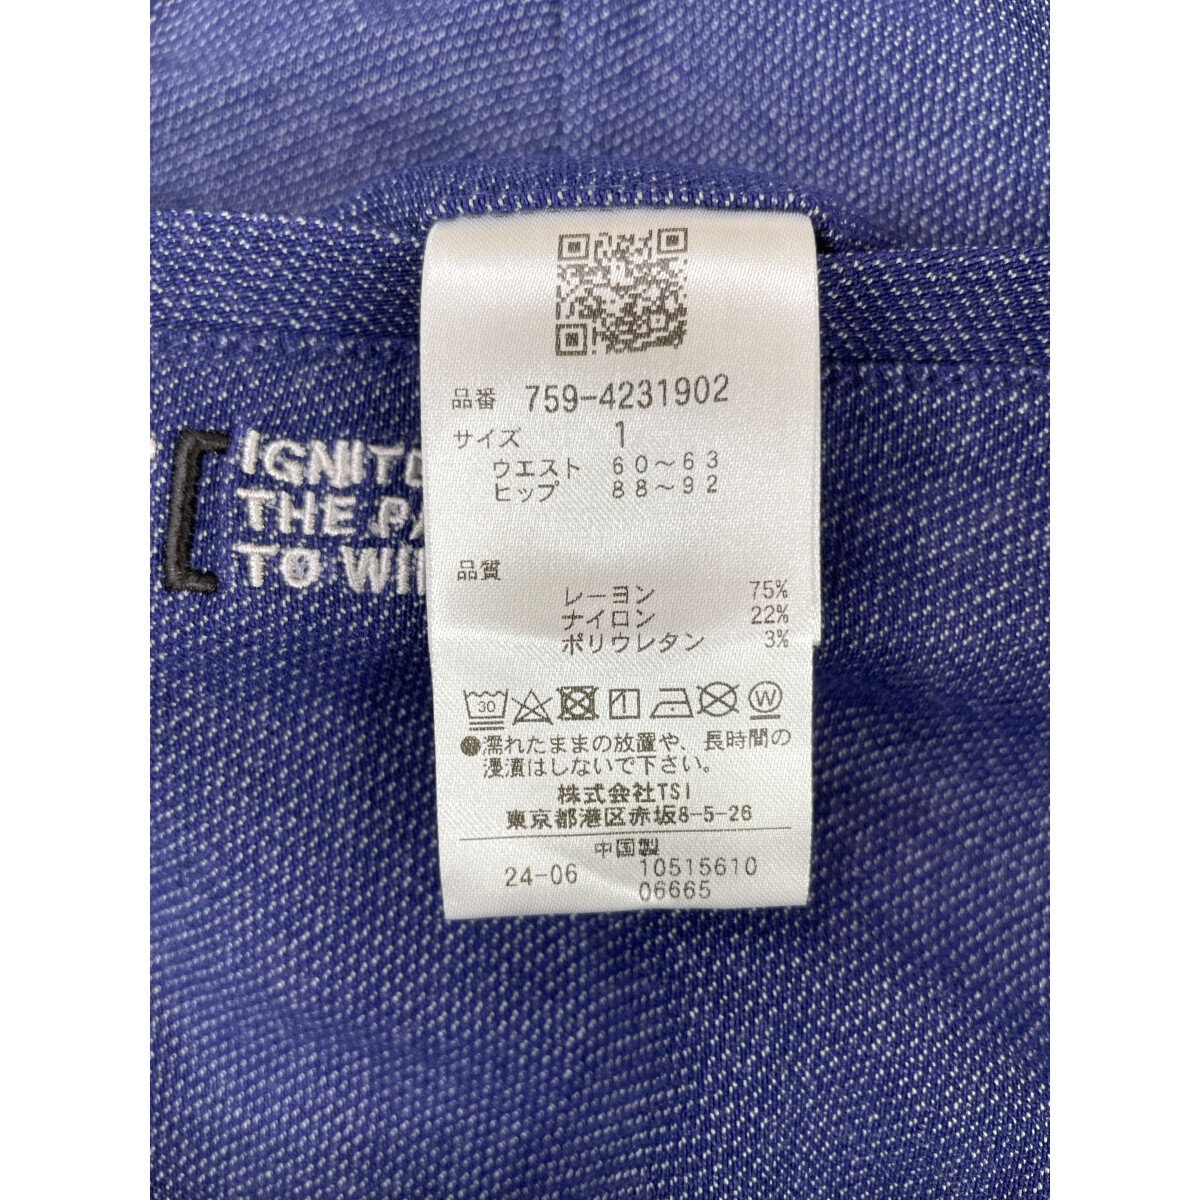 品番 759-4231902
サイズ 1
ウエスト 60〜63
ヒップ 88〜92
品質
レーヨン 75%
ナイロン 22%
ポリウレタン 3%
30
W
●濡れたままの放置や、長時間の
浸漬はしないで下さい。
株式会社TSI
東京都港区赤坂8-5-26
中国製
24-06 10515610
06665
IGNITE
THE
TO